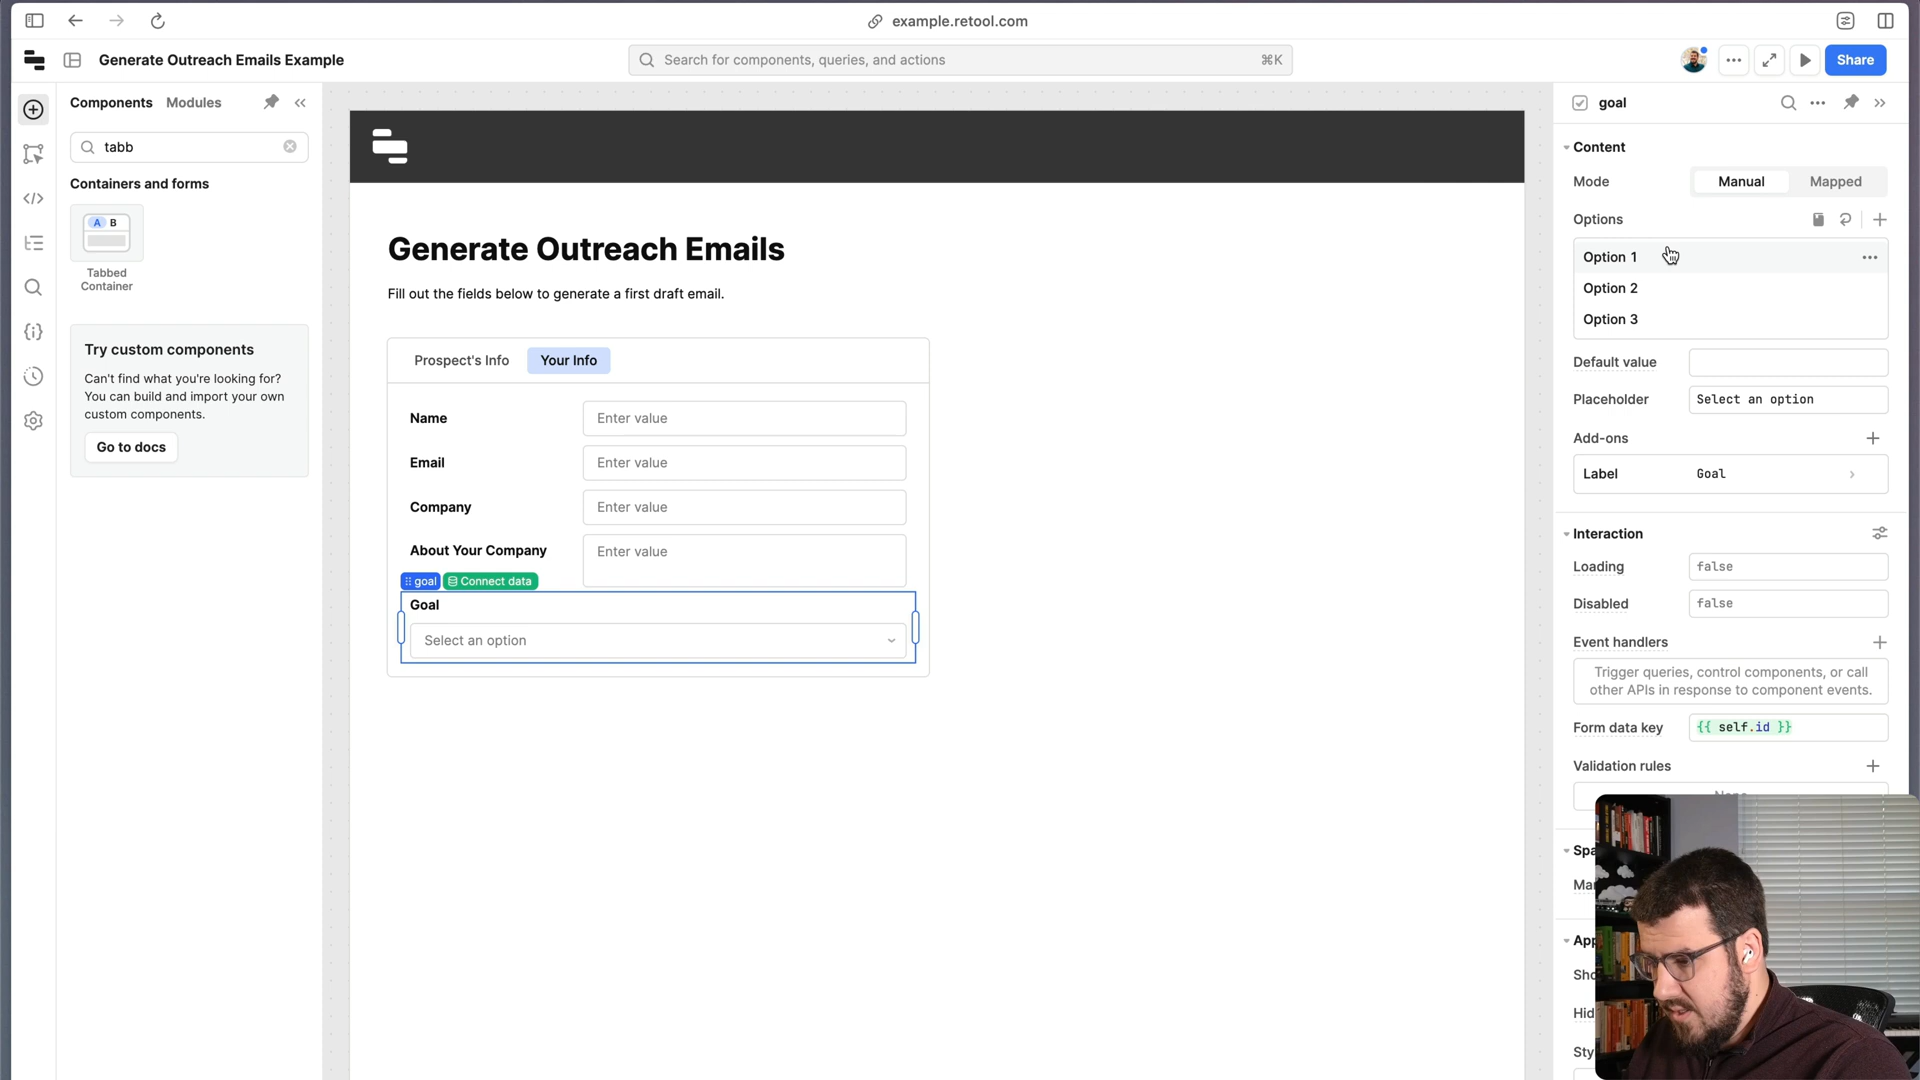 example.retool.com
Generate Outreach Emails Example
Search for components, queries, and actions
⌘K
Share
Components
Modules
tabb
Containers and forms
A B
Tabbed
Container
Try custom components
Can't find what you're looking for?
You can build and import your own
custom components.
Go to docs
Generate Outreach Emails
Fill out the fields below to generate a first draft email.
Prospect's Info
Your Info
Name
Enter value
Email
Enter value
Company
Enter value
About Your Company
Enter value
goal
Connect data
Goal
Select an option
goal
Content
Mode
Manual
Mapped
Options
Option 1
Option 2
Option 3
Default value
Placeholder
Select an option
Add-ons
Label
Goal
Interaction
Loading
false
Disabled
false
Event handlers
Trigger queries, control components, or call
other APIs in response to component events.
Form data key
{{ self.id }}
Validation rules
Spa
Mar
App
Sho
Hid
Sty